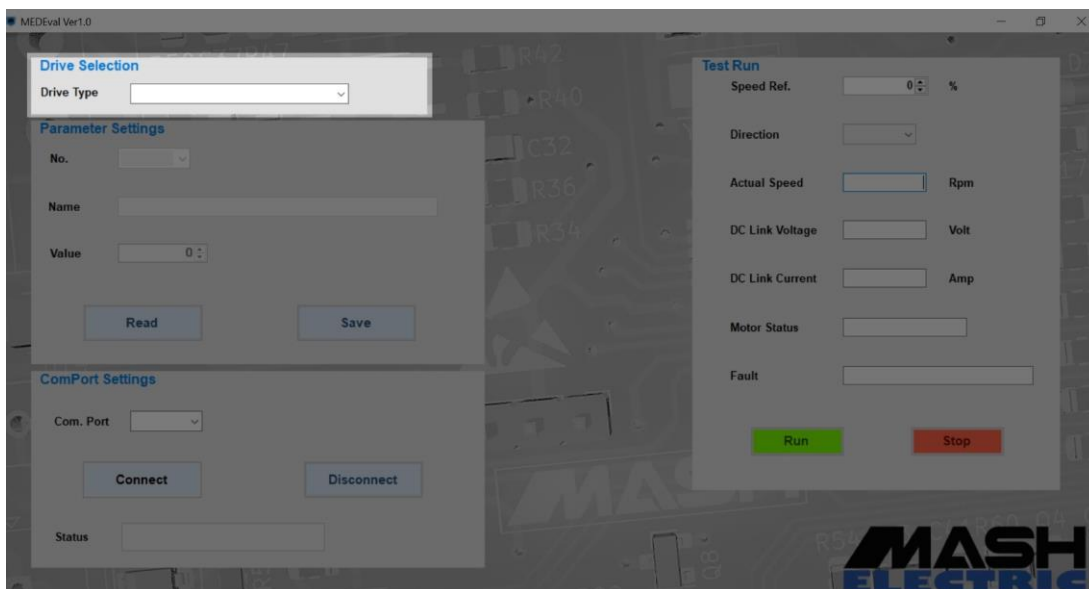 MEDEval Ver1.0
Drive Selection
Drive Type
Parameter Settings
No.
Name
Value 0
Read Save
ComPort Settings
Com. Port
Connect Disconnect
Status
Test Run
Speed Ref. 0 %
Direction
Actual Speed Rpm
DC Link Voltage Volt
DC Link Current Amp
Motor Status
Fault
Run Stop
R42
R40
C32
R36
R34
MASH
ELECTRIC